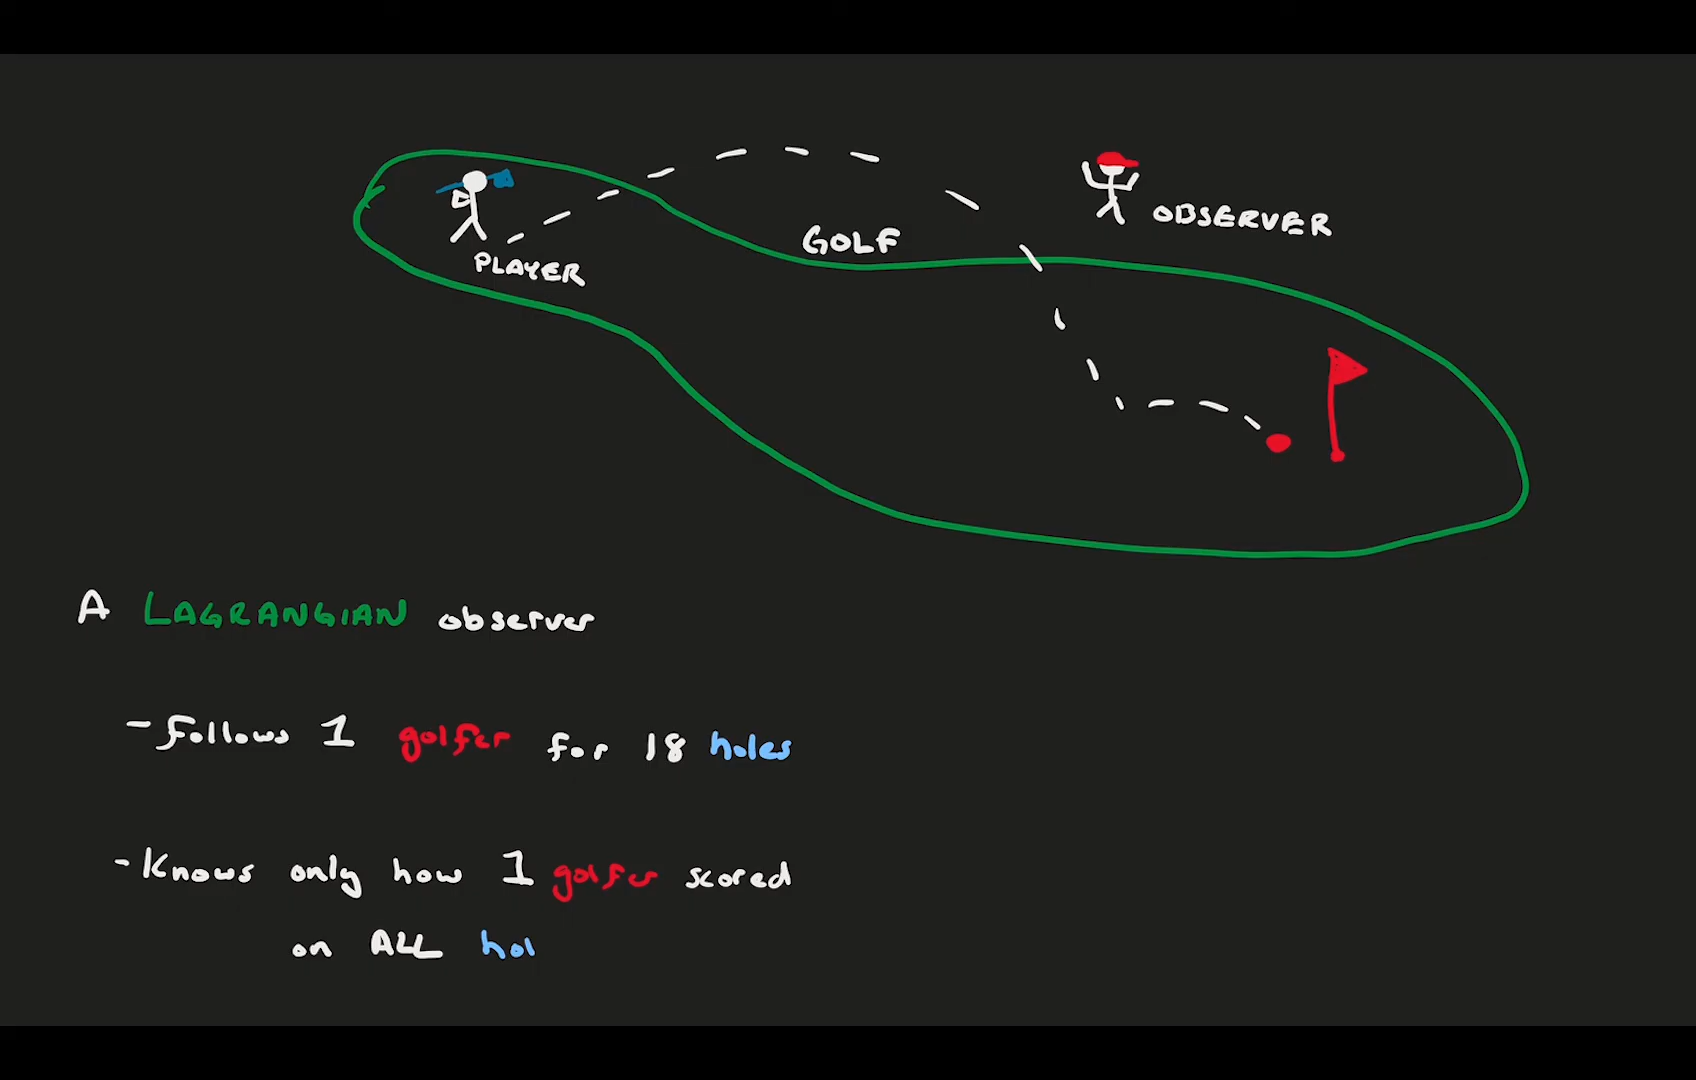 PLAYER
GOLF
OBSERVER
A LAGRANGIAN observer
- follows 1 golfer for 18 holes
- Knows only how 1 golfer scored
on ALL hol